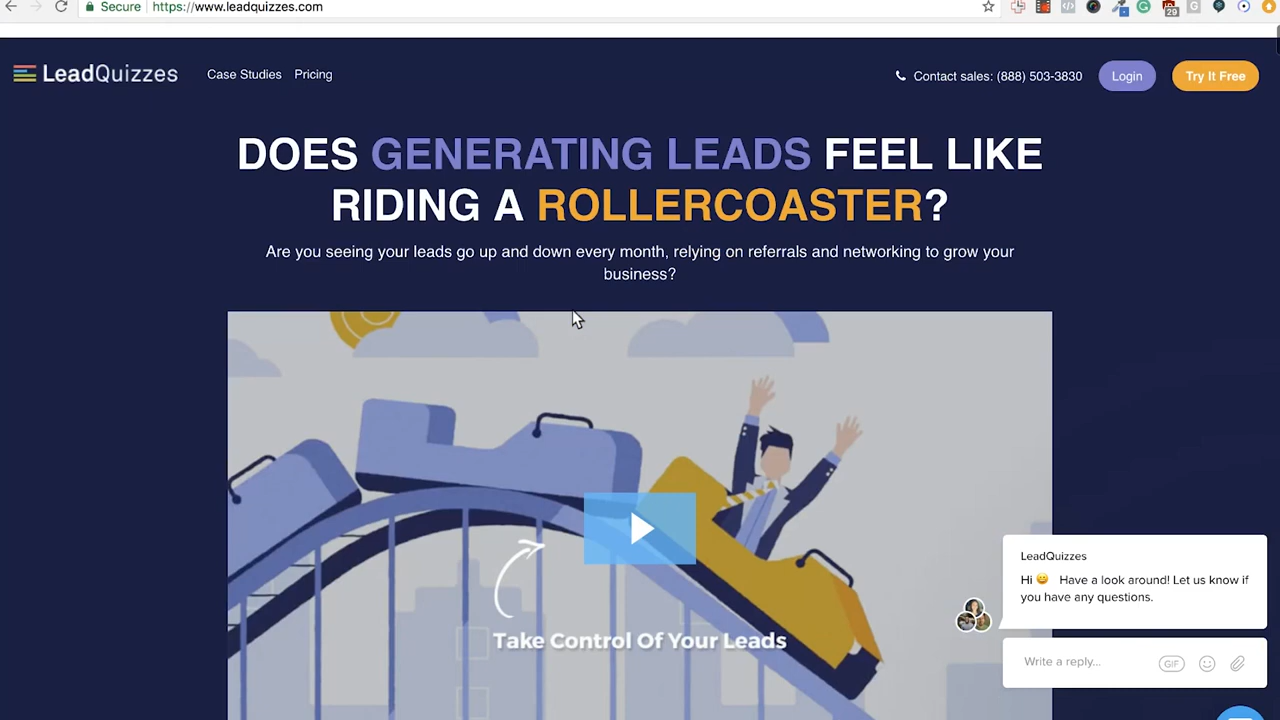 Secure https://www.leadquizzes.com
29
G
LeadQuizzes Case Studies Pricing Contact sales: (888) 503-3830 Login Try It Free
DOES GENERATING LEADS FEEL LIKE
RIDING A ROLLERCOASTER?
Are you seeing your leads go up and down every month, relying on referrals and networking to grow your
business?
Take Control Of Your Leads
LeadQuizzes
Hi 😀 Have a look around! Let us know if
you have any questions.
Write a reply... GIF